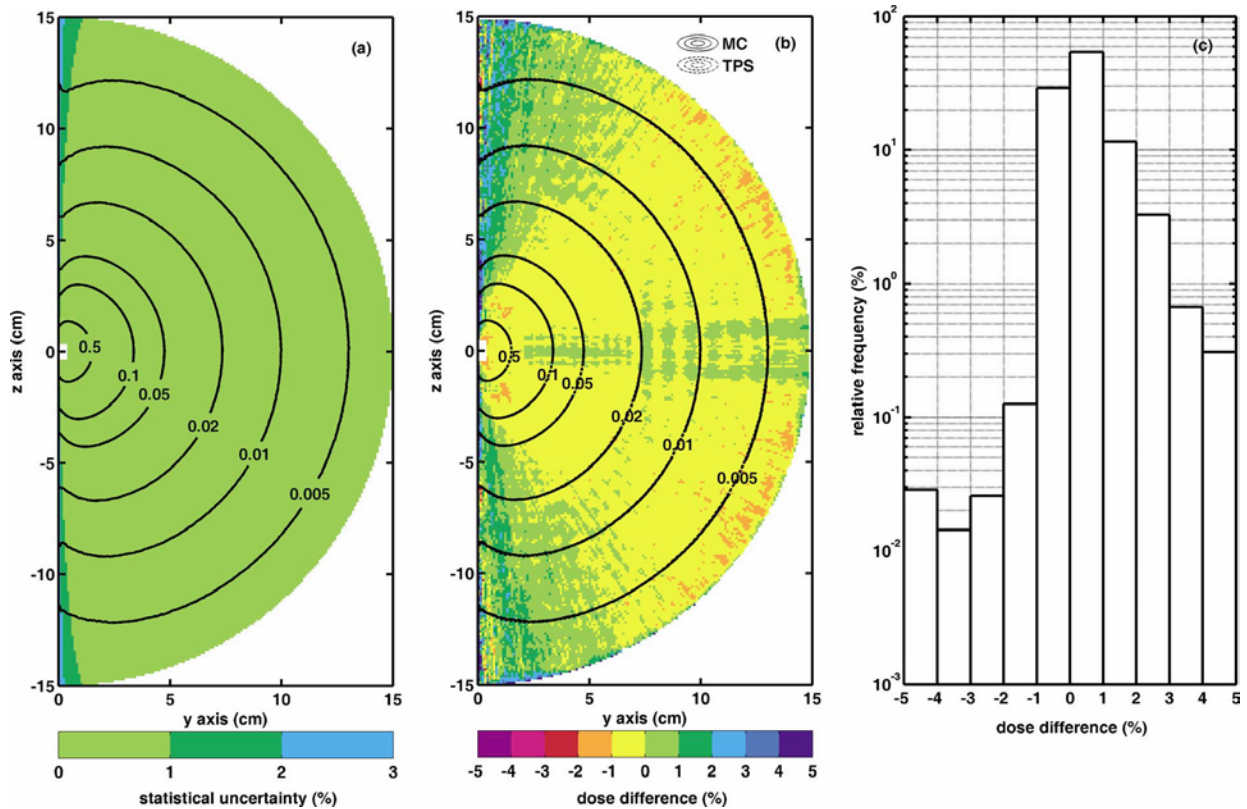 (a)
15
10
5
0
-5
-10
-15
z axis (cm)
0.5
0.1
0.05
0.02
0.01
0.005
0 5 10 15
y axis (cm)
0 1 2 3
statistical uncertainty (%)
(b)
MC
TPS
15
10
5
0
-5
-10
-15
z axis (cm)
0.5
0.1
0.05
0.02
0.01
0.005
0 5 10 15
y axis (cm)
-5 -4 -3 -2 -1 0 1 2 3 4 5
dose difference (%)
(c)
10^2
10^1
10^0
10^-1
10^-2
10^-3
relative frequency (%)
-5 -4 -3 -2 -1 0 1 2 3 4 5
dose difference (%)